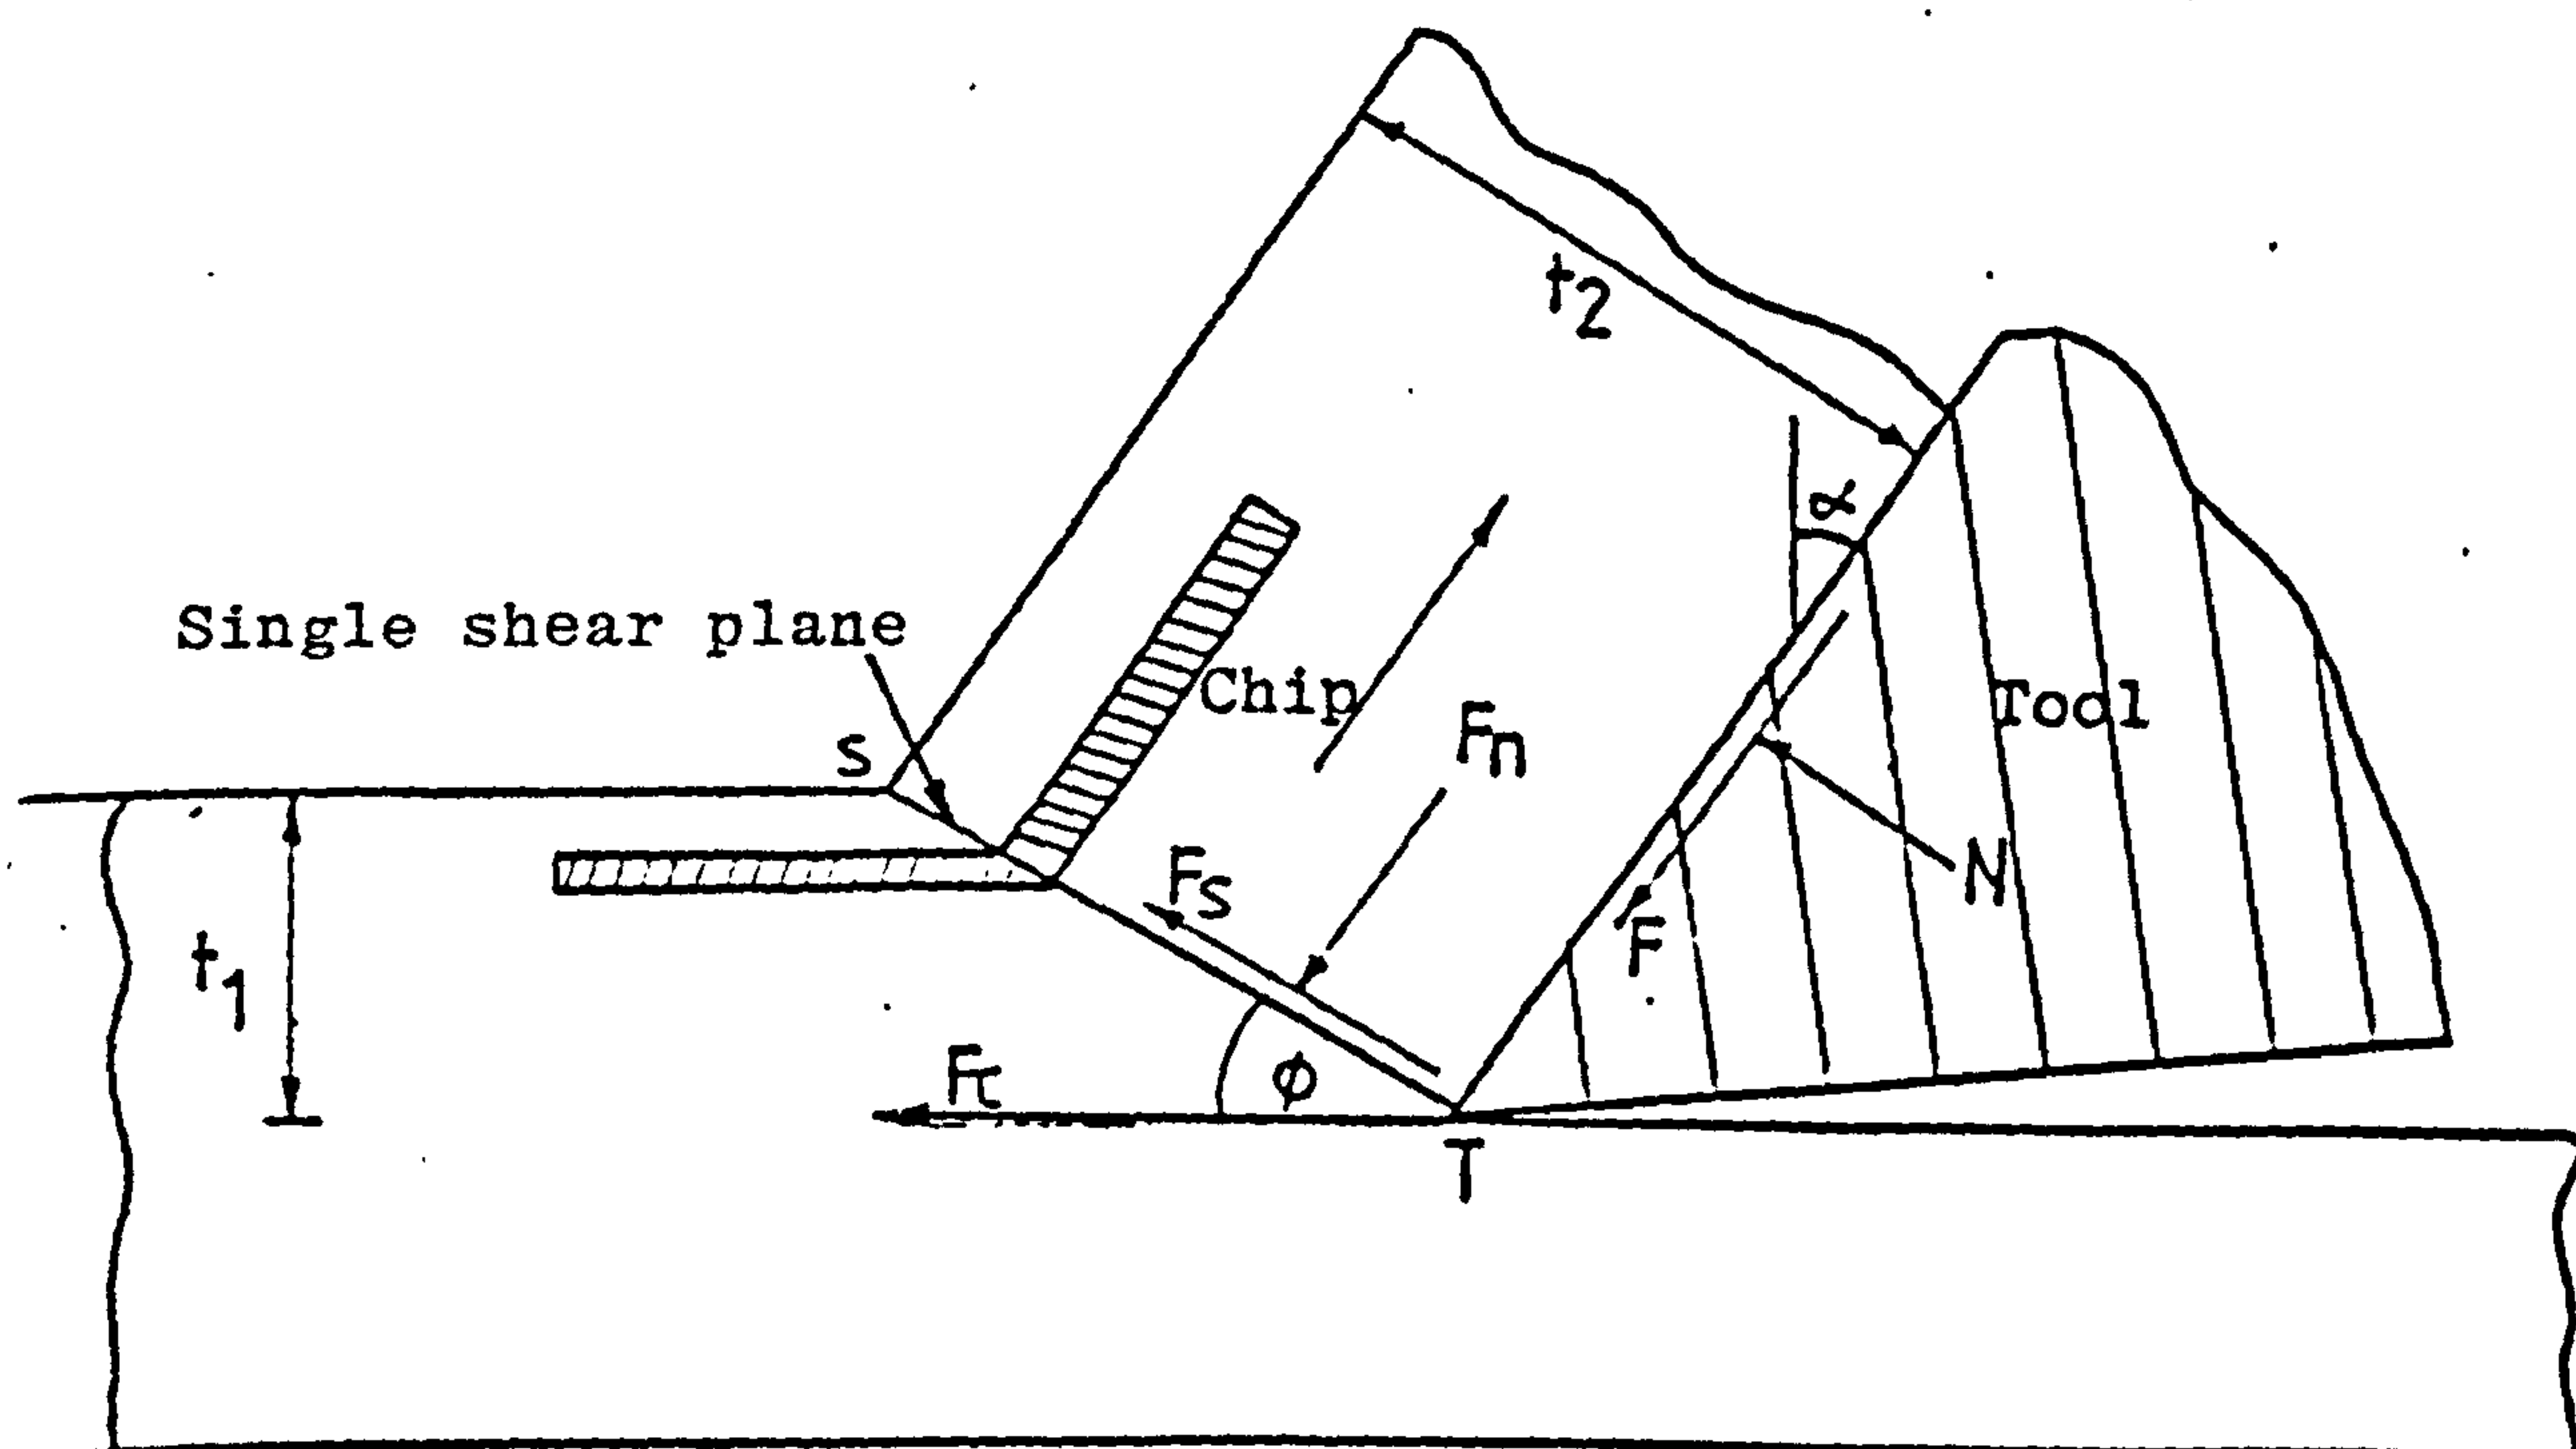 t2
α
Single shear plane
Chip
Tool
Fn
S
N
Fs
F
t1
Fc
φ
T